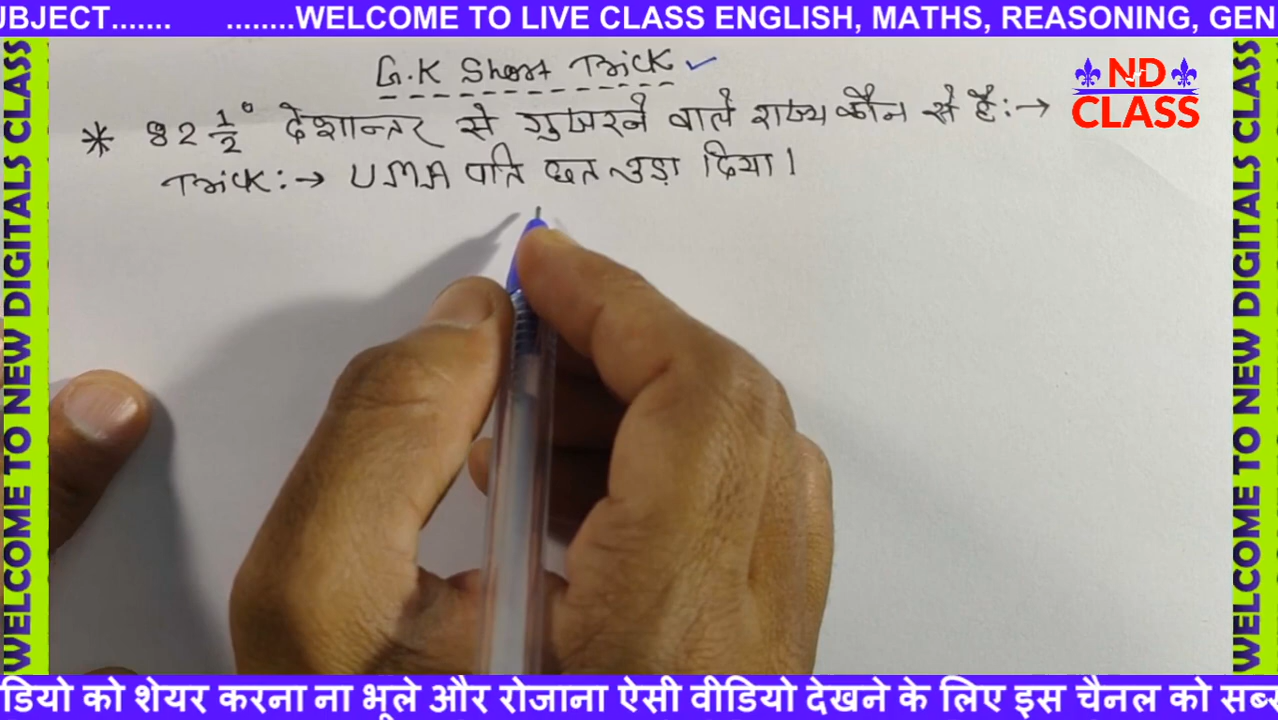 UBJECT....... ........WELCOME TO LIVE CLASS ENGLISH, MATHS, REASONING, GEN
G.K Short Trick
ND
CLASS
* 82 1/2° देशान्तर से गुजरने वाले राज्य कौन से है:→
Trick:→ UMA पति छत उड़ा दिया।
WELCOME TO NEW DIGITALS CLASS
WELCOME TO NEW DIGITALS CLASS
डियो को शेयर करना ना भूले और रोजाना ऐसी वीडियो देखने के लिए इस चैनल को सब्स